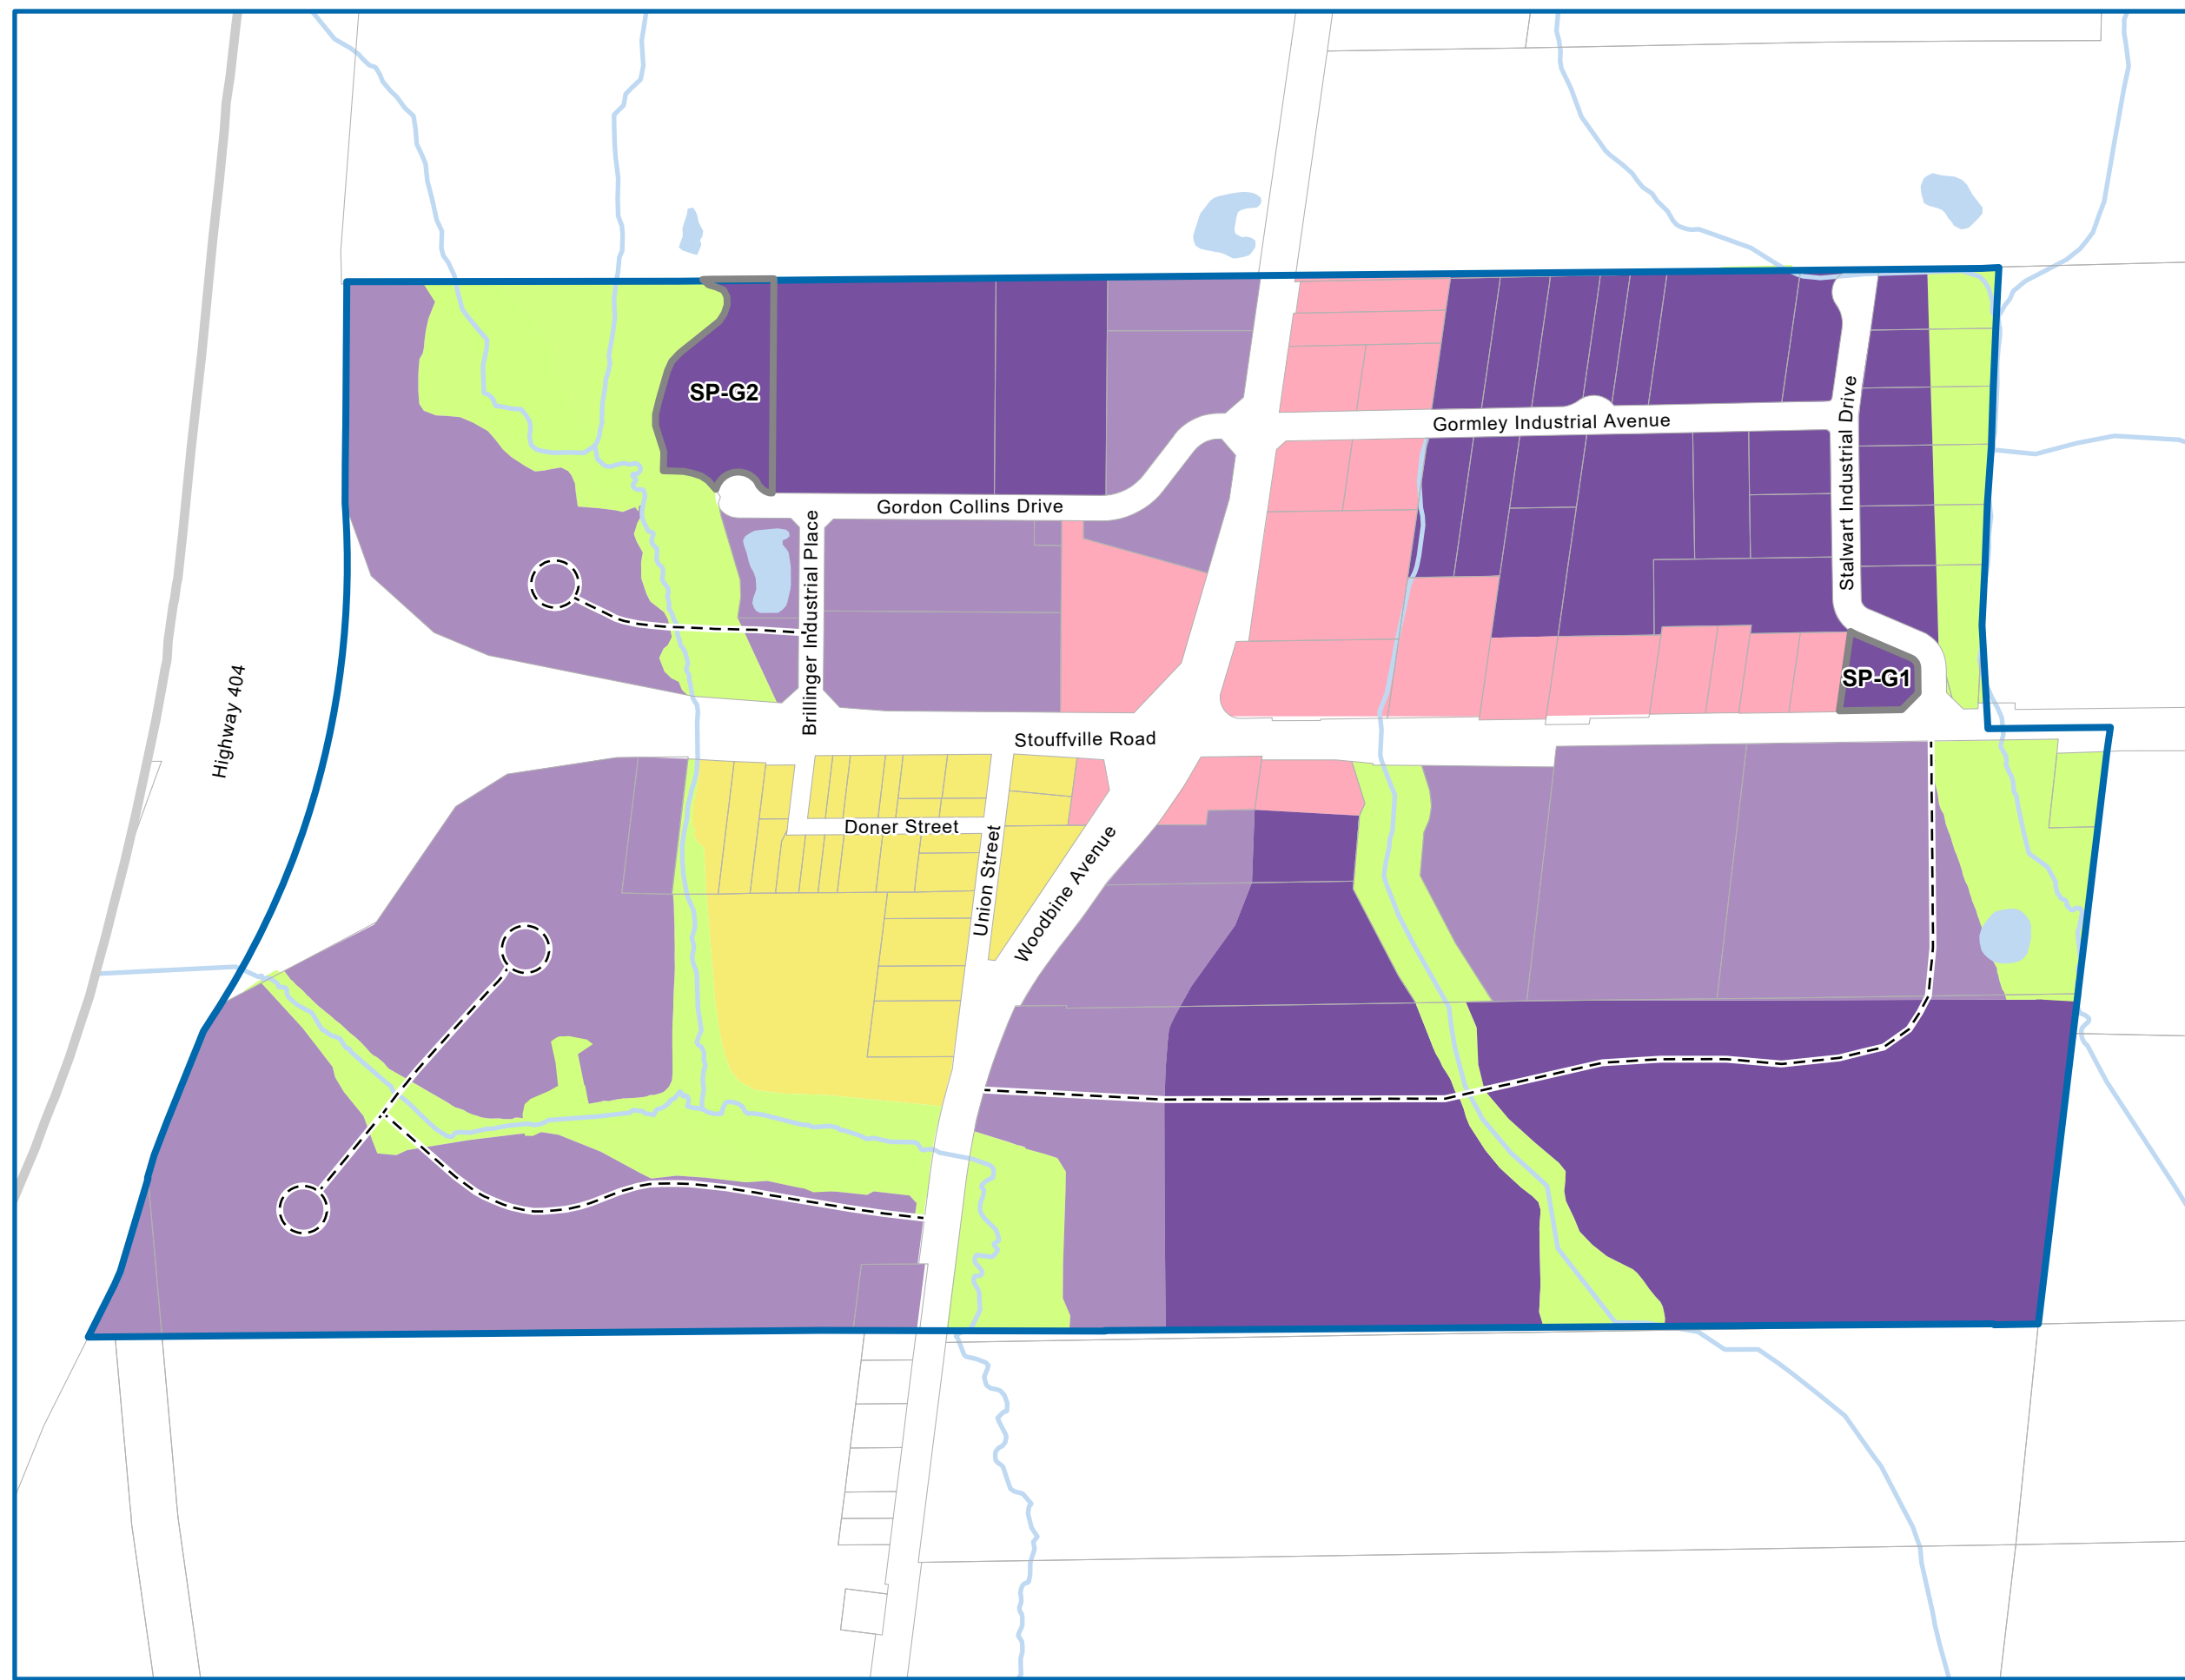 SP-G2
Gormley Industrial Avenue
Stalwart Industrial Drive
Gordon Collins Drive
Brillinger Industrial Place
SP-G1
Highway 404
Stouffville Road
Doner Street
Union Street
Woodbine Avenue